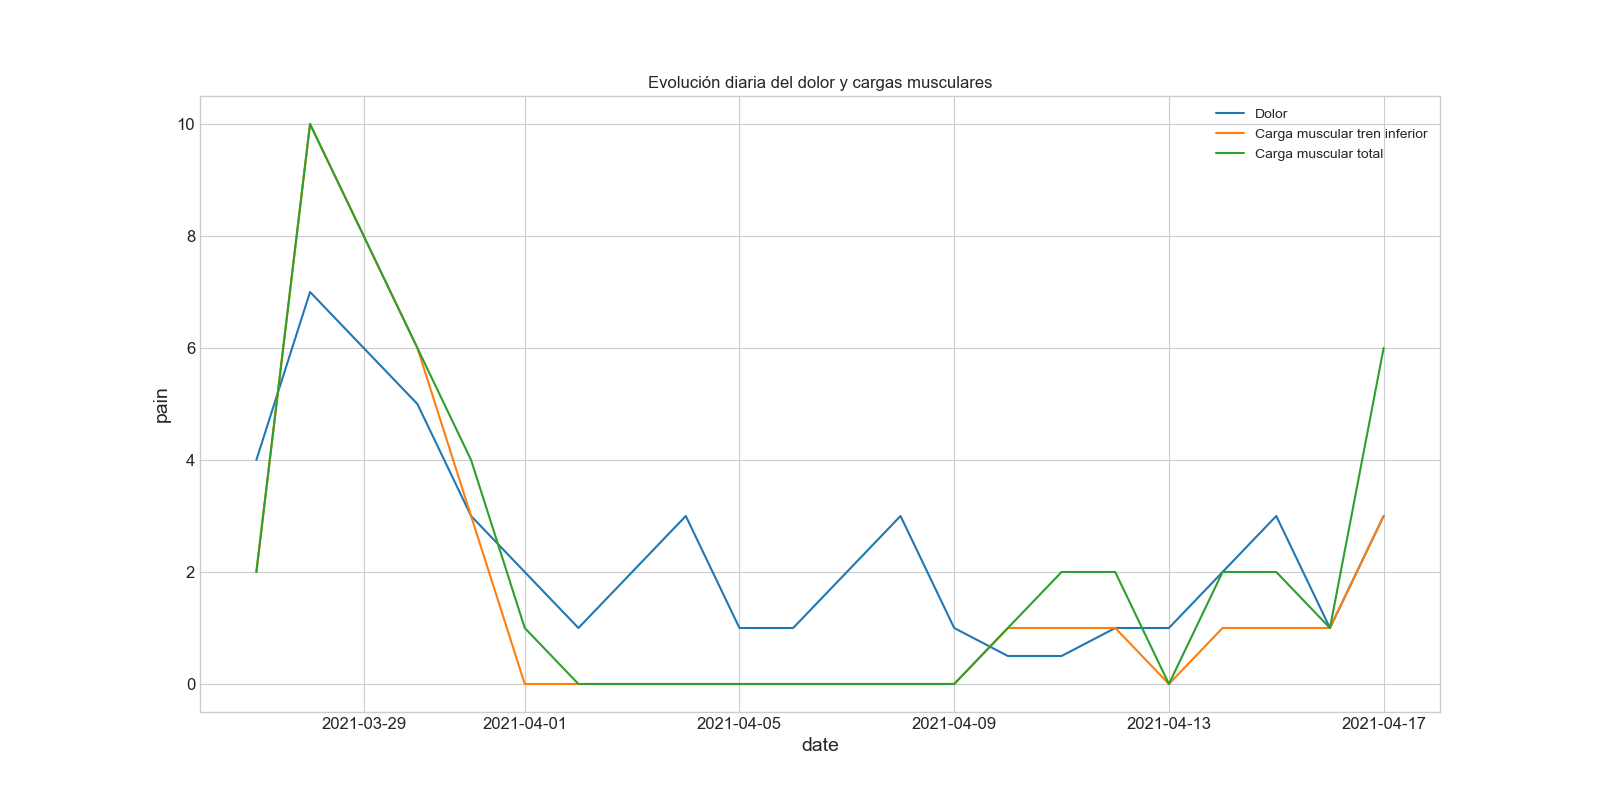 Evolución diaria del dolor y cargas musculares
Dolor
Carga muscular tren inferior
Carga muscular total
10
8
6
4
2
0
pain
2021-03-29
2021-04-01
2021-04-05
2021-04-09
2021-04-13
2021-04-17
date